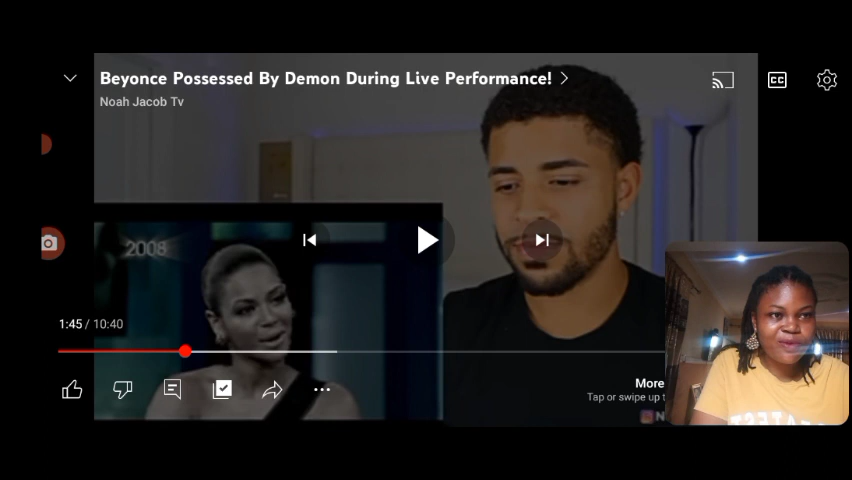 Beyonce Possessed By Demon During Live Performance!
CC
Noah Jacob Tv
2008
1:45 / 10:40
More
Tap or swipe up